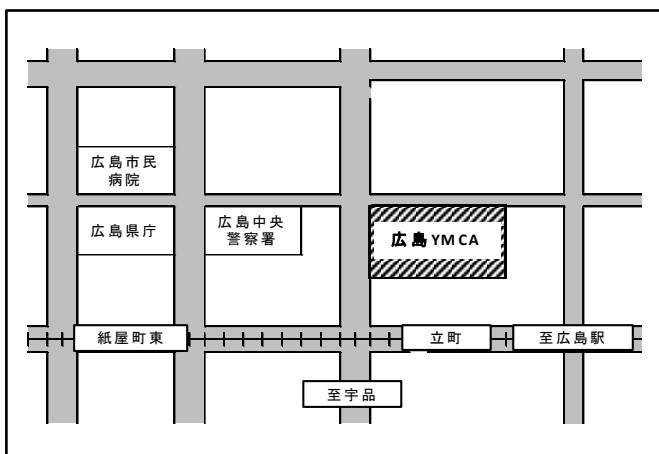 広島市民
病院
広島県庁
広島中央
警察署
広島YMCA
紙屋町東
立町
至広島駅
至宇品